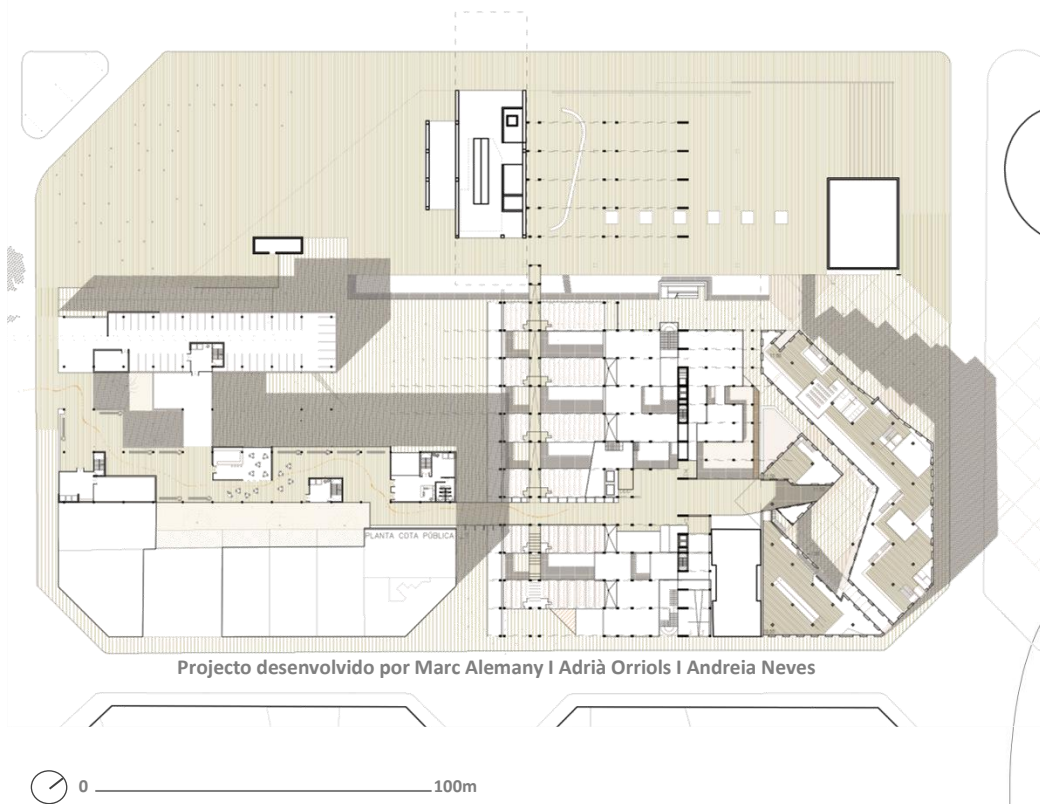 PLANTA COTA PÚBLICA
Projecto desenvolvido por Marc Alemany I Adrià Orriols I Andreia Neves
0 100m